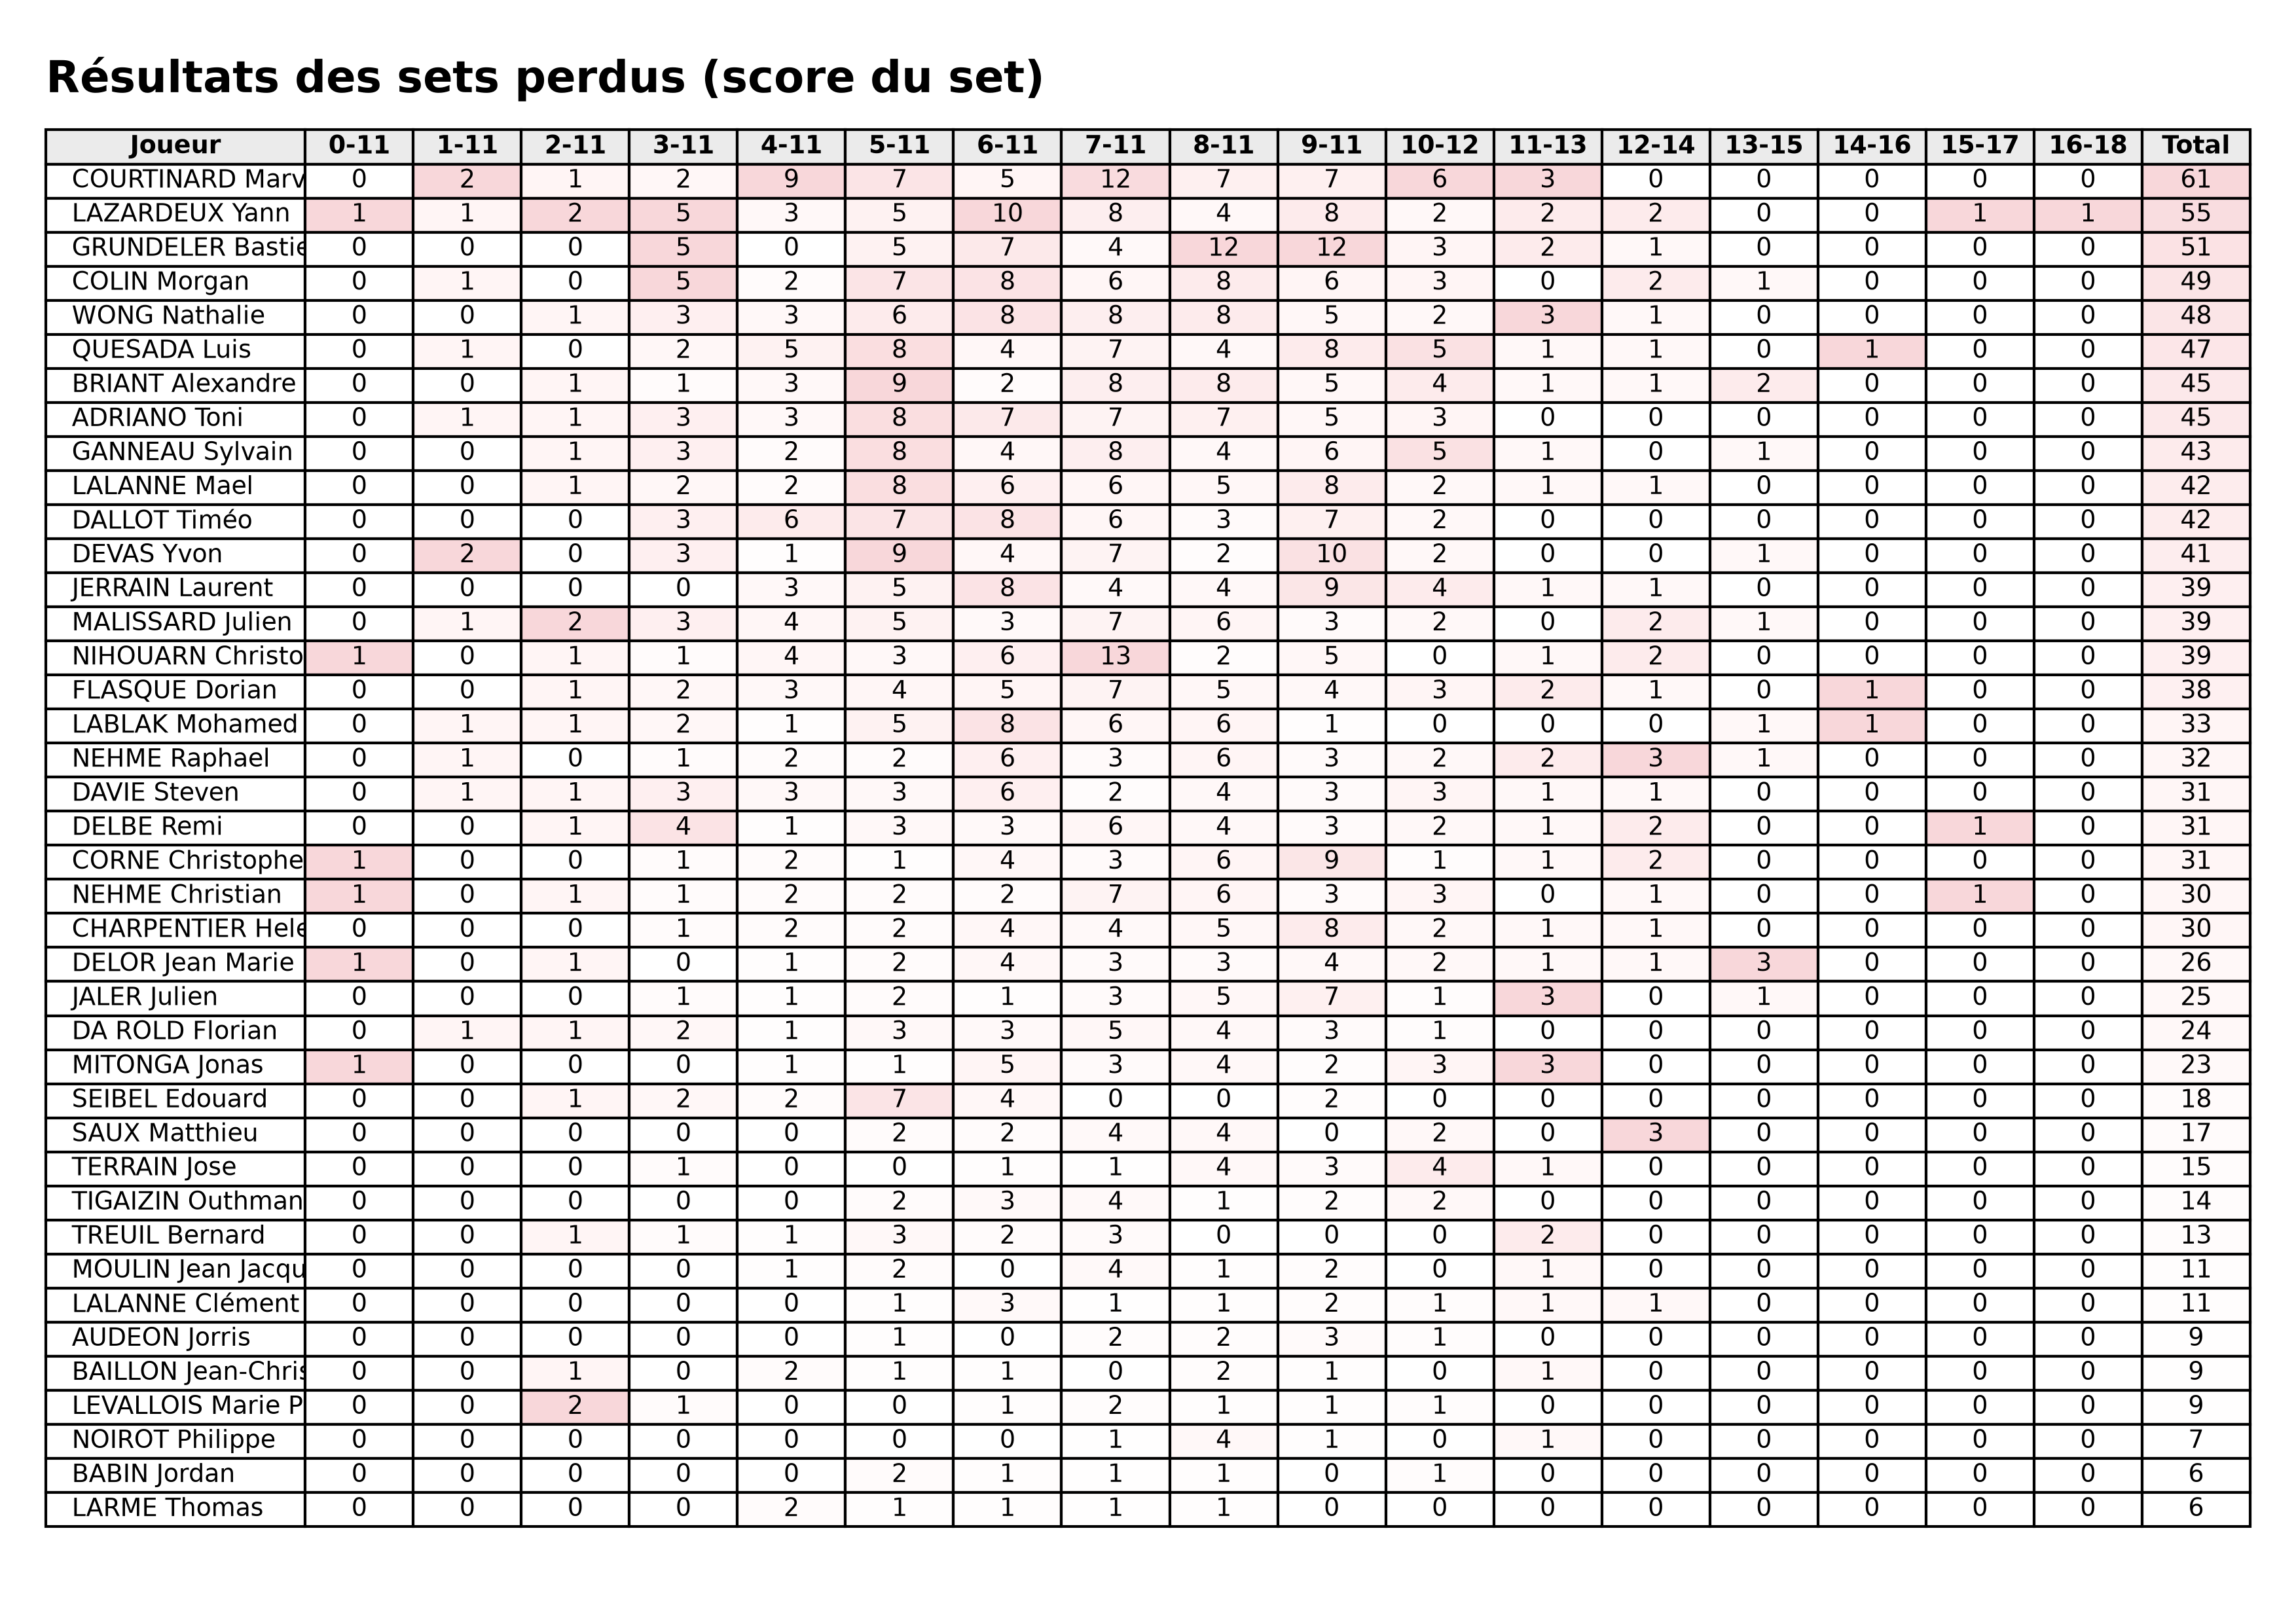 Résultats des sets perdus (score du set)
Joueur 0-11 1-11 2-11 3-11 4-11 5-11 6-11 7-11 8-11 9-11 10-12 11-13 12-14 13-15 14-16 15-17 16-18 Total
COURTINARD Marv 0 2 1 2 9 7 5 12 7 7 6 3 0 0 0 0 0 61
LAZARDEUX Yann 1 1 2 5 3 5 10 8 4 8 2 2 2 0 0 1 1 55
GRUNDELER Bastie 0 0 0 5 0 5 7 4 12 12 3 2 1 0 0 0 0 51
COLIN Morgan 0 1 0 5 2 7 8 6 8 6 3 0 2 1 0 0 0 49
WONG Nathalie 0 0 1 3 3 6 8 8 8 5 2 3 1 0 0 0 0 48
QUESADA Luis 0 1 0 2 5 8 4 7 4 8 5 1 1 0 1 0 0 47
BRIANT Alexandre 0 0 1 1 3 9 2 8 8 5 4 1 1 2 0 0 0 45
ADRIANO Toni 0 1 1 3 3 8 7 7 7 5 3 0 0 0 0 0 0 45
GANNEAU Sylvain 0 0 1 3 2 8 4 8 4 6 5 1 0 1 0 0 0 43
LALANNE Mael 0 0 1 2 2 8 6 6 5 8 2 1 1 0 0 0 0 42
DALLOT Timéo 0 0 0 3 6 7 8 6 3 7 2 0 0 0 0 0 0 42
DEVAS Yvon 0 2 0 3 1 9 4 7 2 10 2 0 0 1 0 0 0 41
JERRAIN Laurent 0 0 0 0 3 5 8 4 4 9 4 1 1 0 0 0 0 39
MALISSARD Julien 0 1 2 3 4 5 3 7 6 3 2 0 2 1 0 0 0 39
NIHOUARN Christo 1 0 1 1 4 3 6 13 2 5 0 1 2 0 0 0 0 39
FLASQUE Dorian 0 0 1 2 3 4 5 7 5 4 3 2 1 0 1 0 0 38
LABLAK Mohamed 0 1 1 2 1 5 8 6 6 1 0 0 0 1 1 0 0 33
NEHME Raphael 0 1 0 1 2 2 6 3 6 3 2 2 3 1 0 0 0 32
DAVIE Steven 0 1 1 3 3 3 6 2 4 3 3 1 1 0 0 0 0 31
DELBE Remi 0 0 1 4 1 3 3 6 4 3 2 1 2 0 0 1 0 31
CORNE Christophe 1 0 0 1 2 1 4 3 6 9 1 1 2 0 0 0 0 31
NEHME Christian 1 0 1 1 2 2 2 7 6 3 3 0 1 0 0 1 0 30
CHARPENTIER Hele 0 0 0 1 2 2 4 4 5 8 2 1 1 0 0 0 0 30
DELOR Jean Marie 1 0 1 0 1 2 4 3 3 4 2 1 1 3 0 0 0 26
JALER Julien 0 0 0 1 1 2 1 3 5 7 1 3 0 1 0 0 0 25
DA ROLD Florian 0 1 1 2 1 3 3 5 4 3 1 0 0 0 0 0 0 24
MITONGA Jonas 1 0 0 0 1 1 5 3 4 2 3 3 0 0 0 0 0 23
SEIBEL Edouard 0 0 1 2 2 7 4 0 0 2 0 0 0 0 0 0 0 18
SAUX Matthieu 0 0 0 0 0 2 2 4 4 0 2 0 3 0 0 0 0 17
TERRAIN Jose 0 0 0 1 0 0 1 1 4 3 4 1 0 0 0 0 0 15
TIGAIZIN Outhman 0 0 0 0 0 2 3 4 1 2 2 0 0 0 0 0 0 14
TREUIL Bernard 0 0 1 1 1 3 2 3 0 0 0 2 0 0 0 0 0 13
MOULIN Jean Jacqu 0 0 0 0 1 2 0 4 1 2 0 1 0 0 0 0 0 11
LALANNE Clément 0 0 0 0 0 1 3 1 1 2 1 1 1 0 0 0 0 11
AUDEON Jorris 0 0 0 0 0 1 0 2 2 3 1 0 0 0 0 0 0 9
BAILLON Jean-Chris 0 0 1 0 2 1 1 0 2 1 0 1 0 0 0 0 0 9
LEVALLOIS Marie P 0 0 2 1 0 0 1 2 1 1 1 0 0 0 0 0 0 9
NOIROT Philippe 0 0 0 0 0 0 0 1 4 1 0 1 0 0 0 0 0 7
BABIN Jordan 0 0 0 0 0 2 1 1 1 0 1 0 0 0 0 0 0 6
LARME Thomas 0 0 0 0 2 1 1 1 1 0 0 0 0 0 0 0 0 6